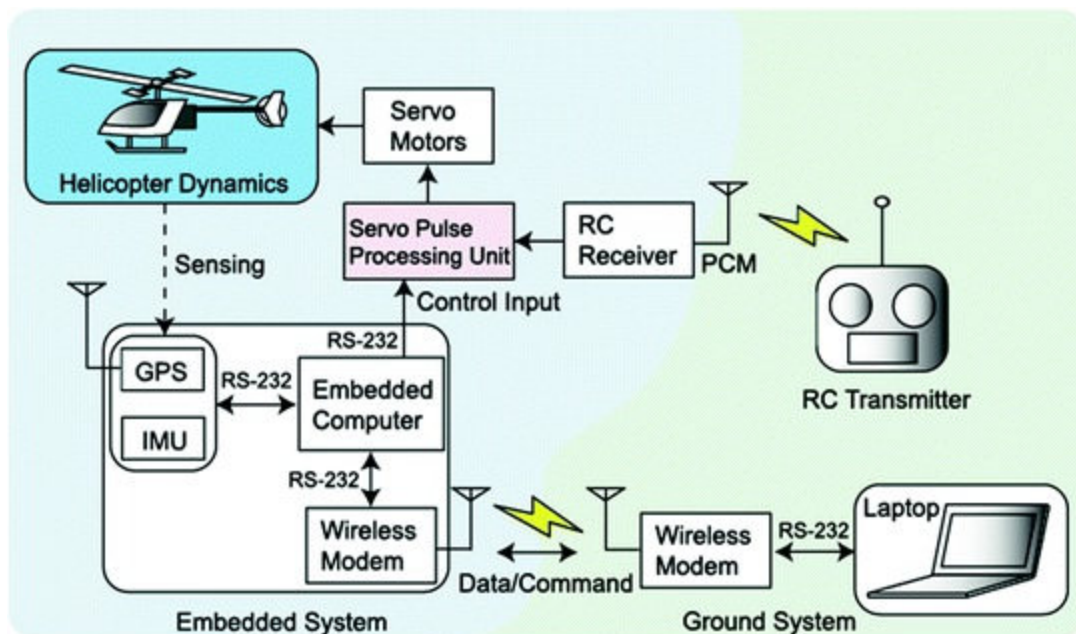 Servo
Motors
Helicopter Dynamics
Servo Pulse
Processing Unit
RC
Receiver
PCM
Sensing
Control Input
RS-232
GPS
RS-232
Embedded
Computer
RC Transmitter
IMU
RS-232
Wireless
Modem
Data/Command
Wireless
Modem
RS-232
Laptop
Embedded System
Ground System